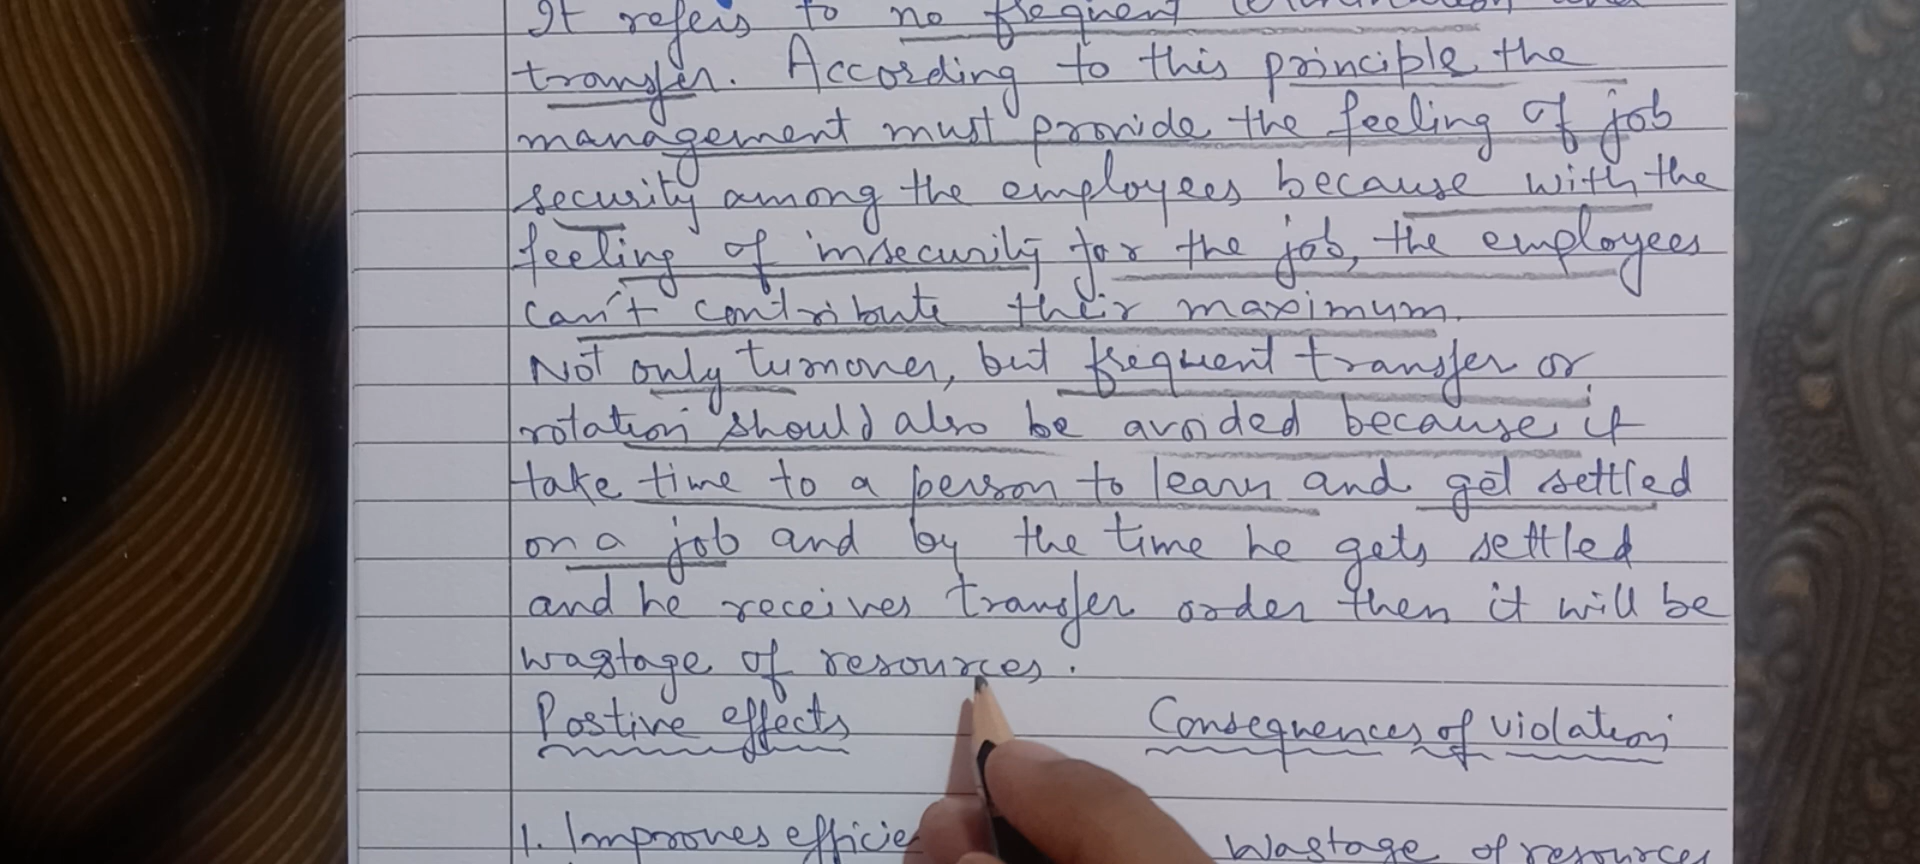 It refers to no frequent termination and
transfer. According to this principle the
management must provide the feeling of job
security among the employees because with the
feeling of insecurity for the job, the employees
can't contribute their maximum.
Not only turnover, but frequent transfer or
rotation should also be avoided because it
take time to a person to learn and get settled
on a job and by the time he gets settled
and he receives transfer order then it will be
wastage of resources.
Postive effects Consequences of violation
1. Improves efficie Wastage of resources